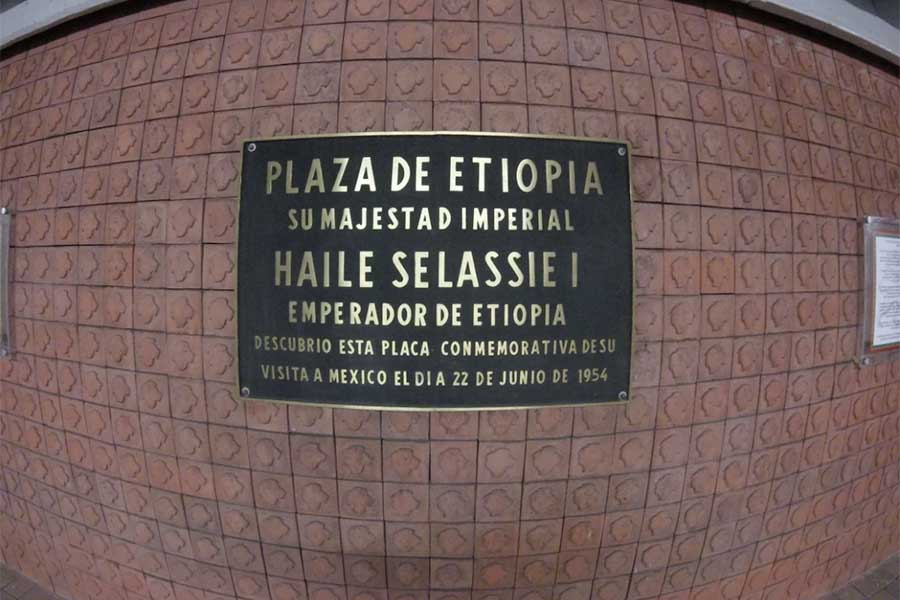 PLAZA DE ETIOPIA
SU MAJESTAD IMPERIAL
HAILE SELASSIE I
EMPERADOR DE ETIOPIA
DESCUBRIO ESTA PLACA CONMEMORATIVA DE SU
VISITA A MEXICO EL DIA 22 DE JUNIO DE 1954